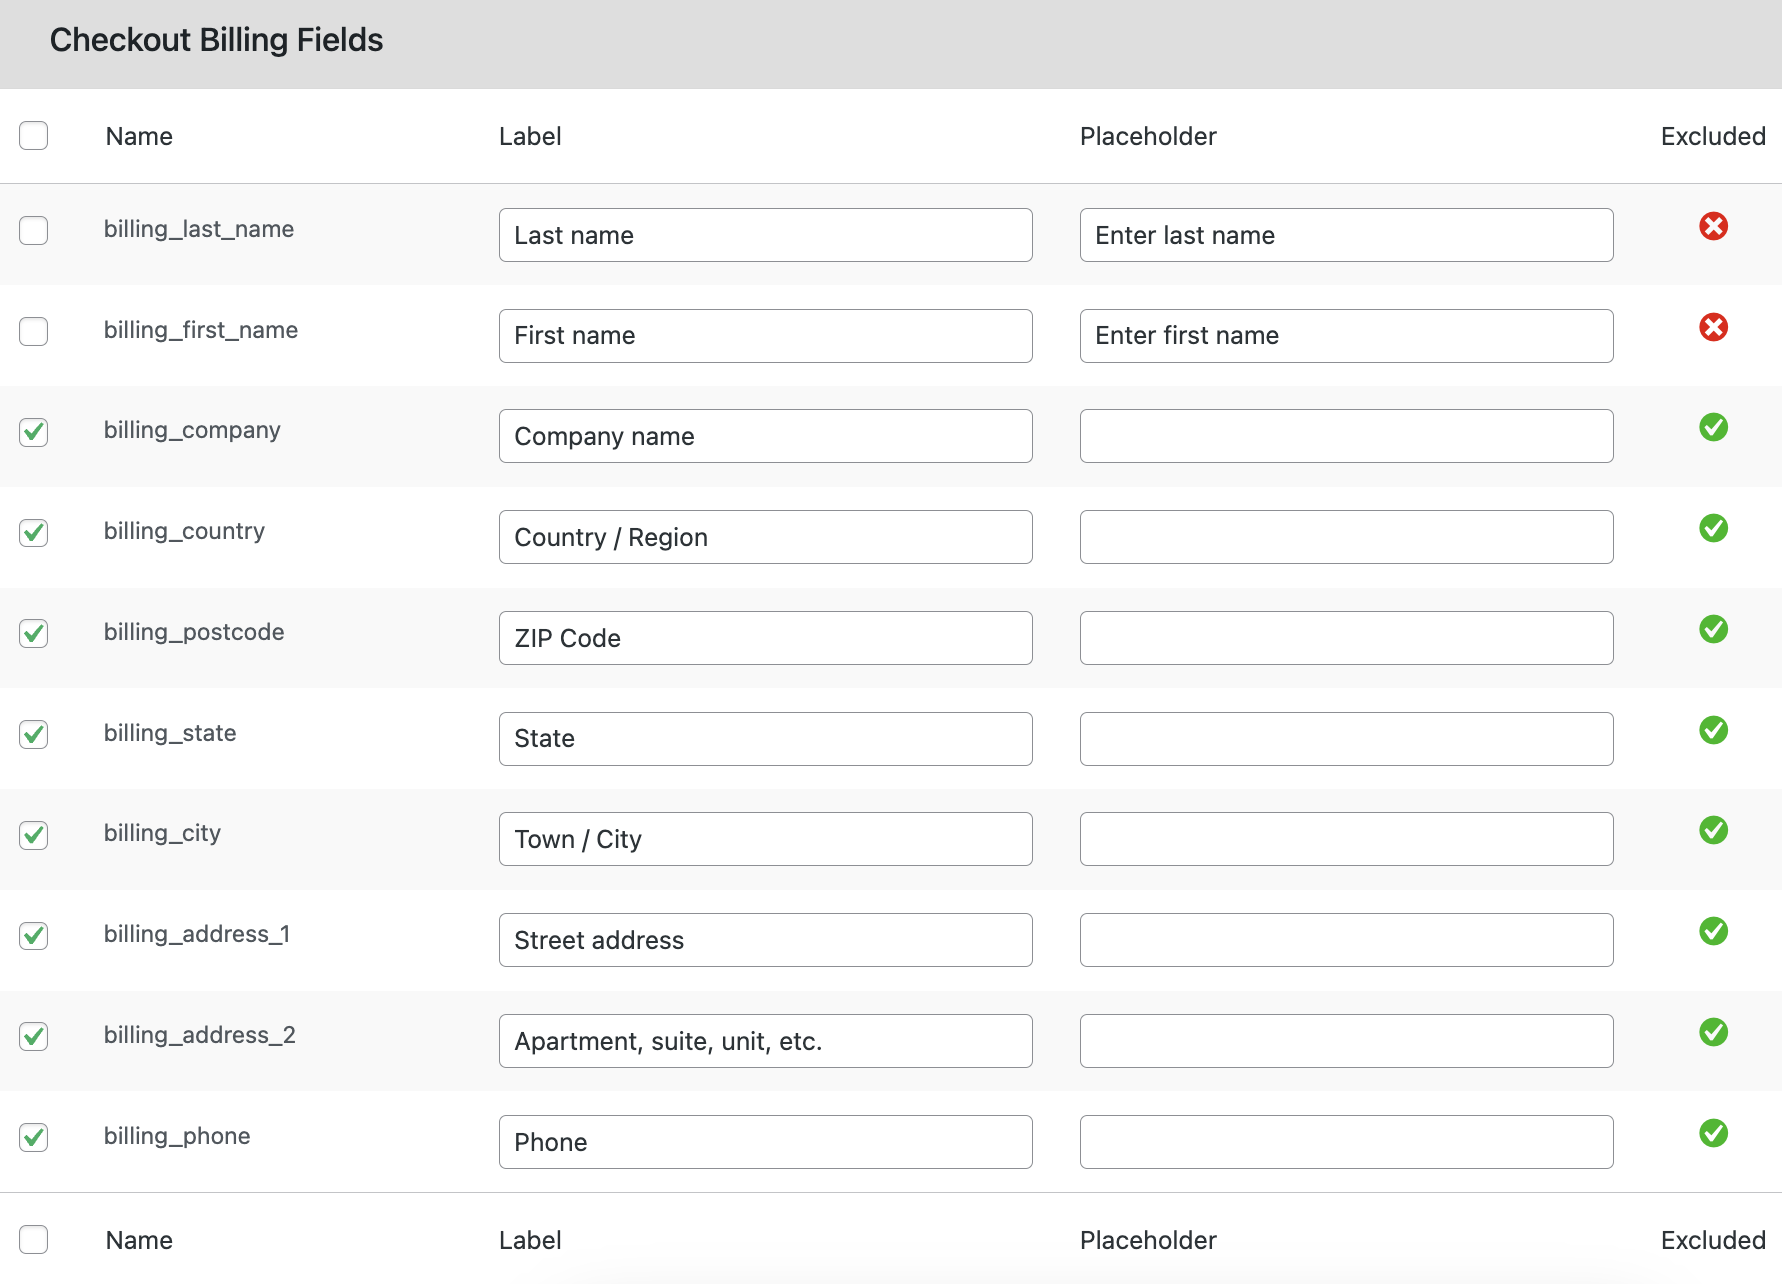 Checkout Billing Fields
Name Label Placeholder Excluded
billing_last_name Last name Enter last name
billing_first_name First name Enter first name
billing_company Company name
billing_country Country / Region
billing_postcode ZIP Code
billing_state State
billing_city Town / City
billing_address_1 Street address
billing_address_2 Apartment, suite, unit, etc.
billing_phone Phone
Name Label Placeholder Excluded